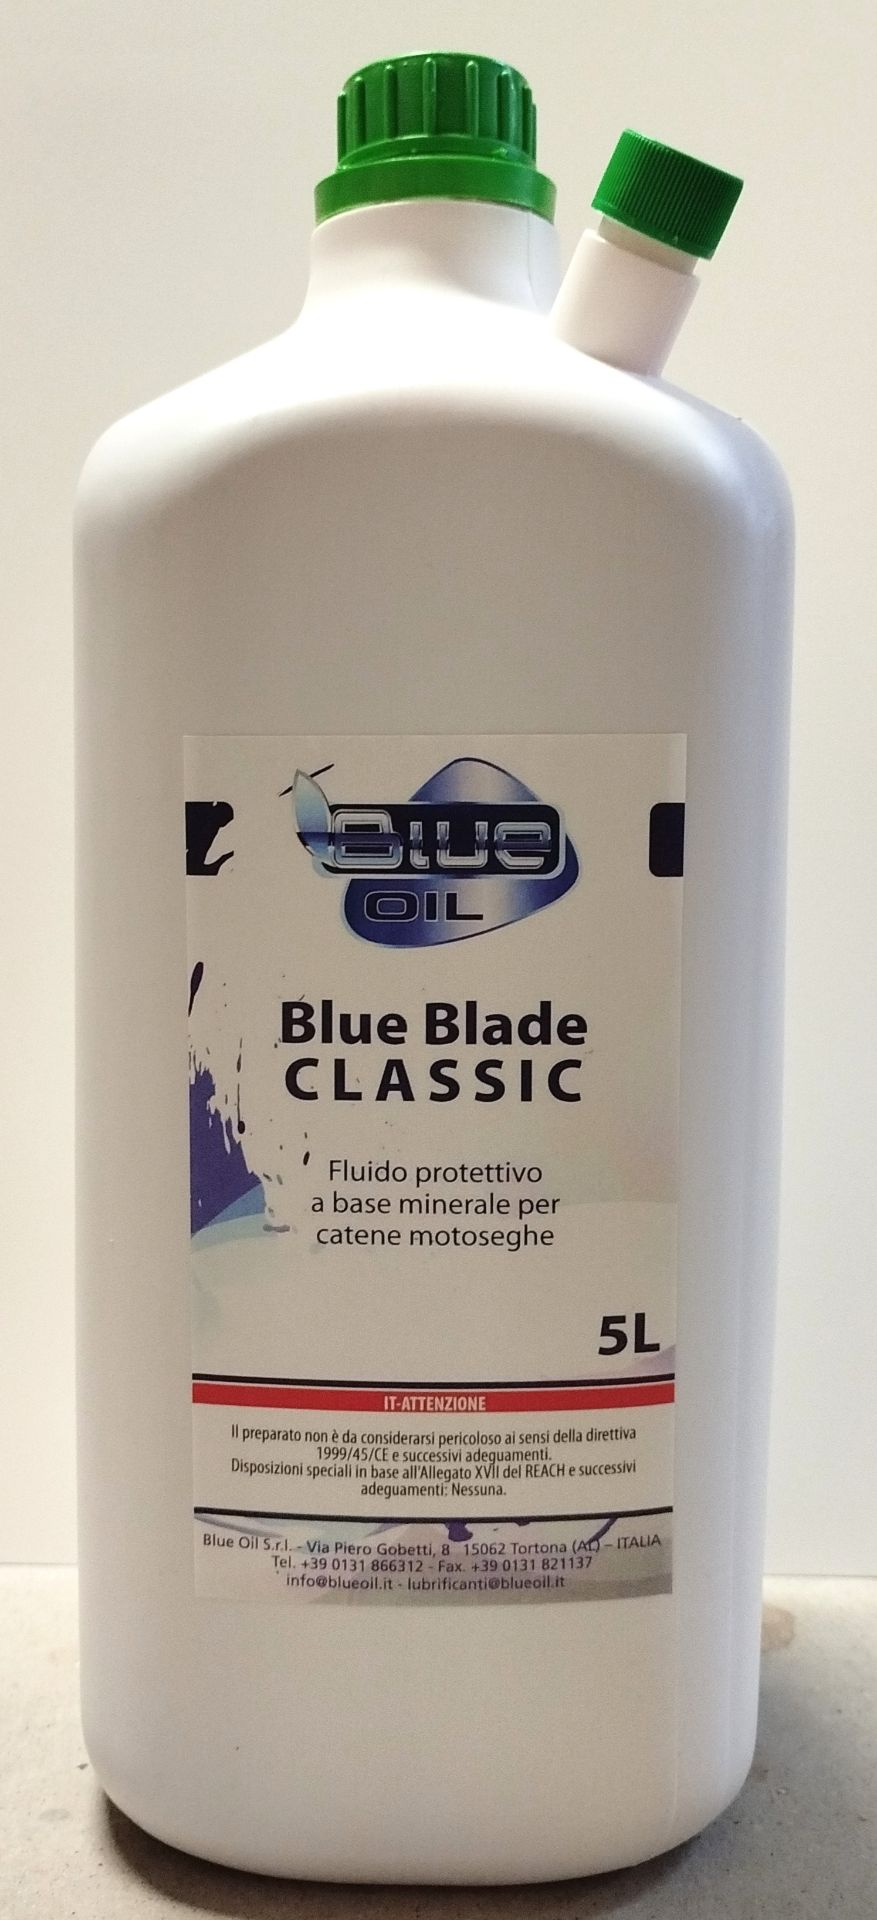 Blue
OIL
Blue Blade
CLASSIC
Fluido protettivo
a base minerale per
catene motoseghe
5L
IT-ATTENZIONE
Il preparato non è da considerarsi pericoloso ai sensi della direttiva
1999/45/CE e successivi adeguamenti.
Disposizioni speciali in base all'Allegato XVII del REACH e successivi
adeguamenti: Nessuna.
Blue Oil S.r.l. - Via Piero Gobetti, 8 15062 Tortona (AL) – ITALIA
Tel. +39 0131 866312 - Fax. +39 0131 821137
info@blueoil.it - lubrificanti@blueoil.it